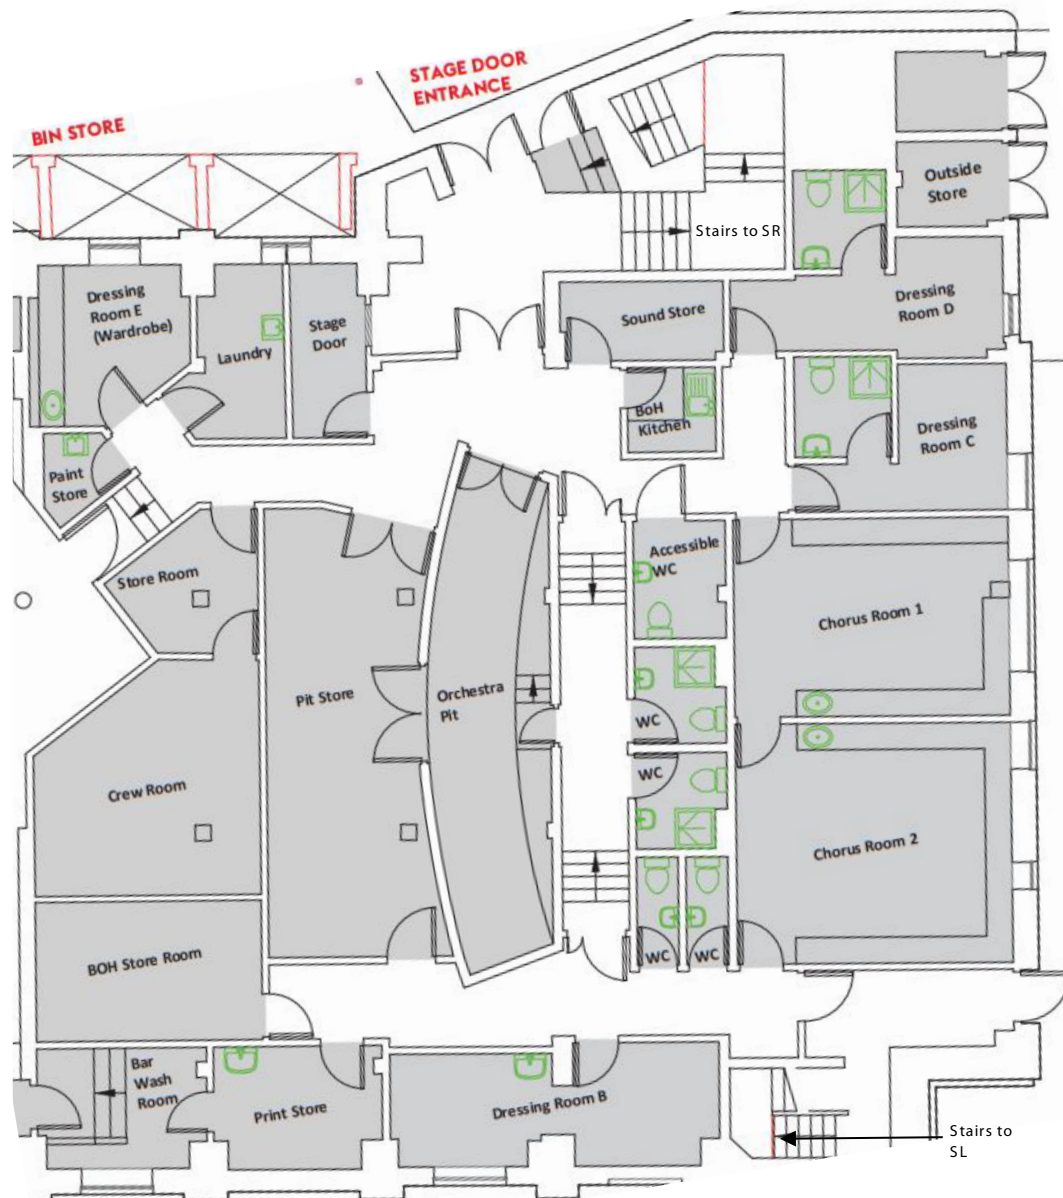 STAGE DOOR
ENTRANCE
BIN STORE
Outside
Store
Stairs to SR
Dressing
Room E
(Wardrobe)
Laundry
Stage
Door
Sound Store
Dressing
Room D
BoH
Kitchen
Dressing
Room C
Paint
Store
Store Room
Accessible
WC
Chorus Room 1
Pit Store
Orchestra
Pit
WC
WC
Crew Room
Chorus Room 2
BOH Store Room
WC
WC
Bar
Wash
Room
Print Store
Dressing Room B
Stairs to
SL